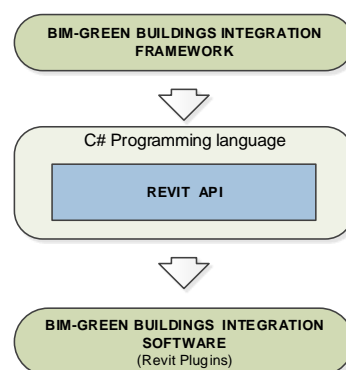 BIM-GREEN BUILDINGS INTEGRATION
FRAMEWORK
C# Programming language
REVIT API
BIM-GREEN BUILDINGS INTEGRATION
SOFTWARE
(Revit Plugins)